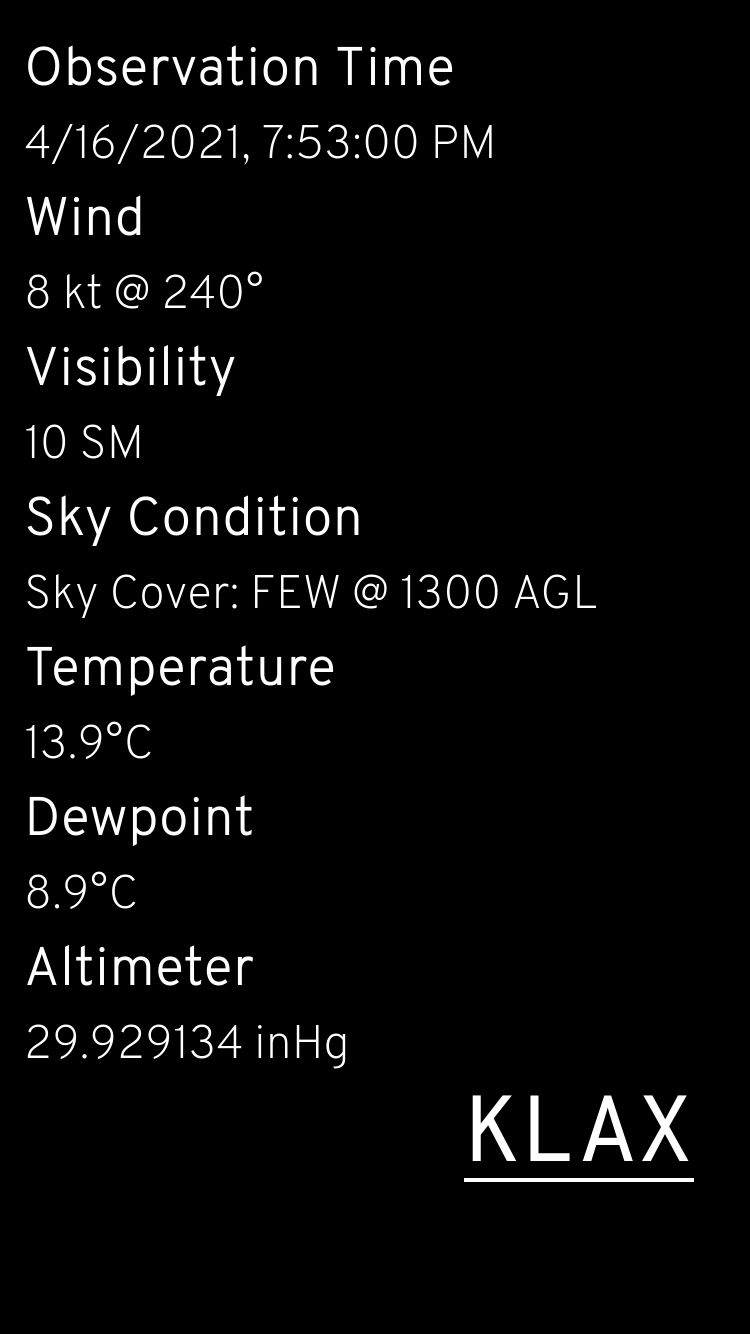 Observation Time
4/16/2021, 7:53:00 PM
Wind
8 kt @ 240°
Visibility
10 SM
Sky Condition
Sky Cover: FEW @ 1300 AGL
Temperature
13.9°C
Dewpoint
8.9°C
Altimeter
29.929134 inHg
KLAX